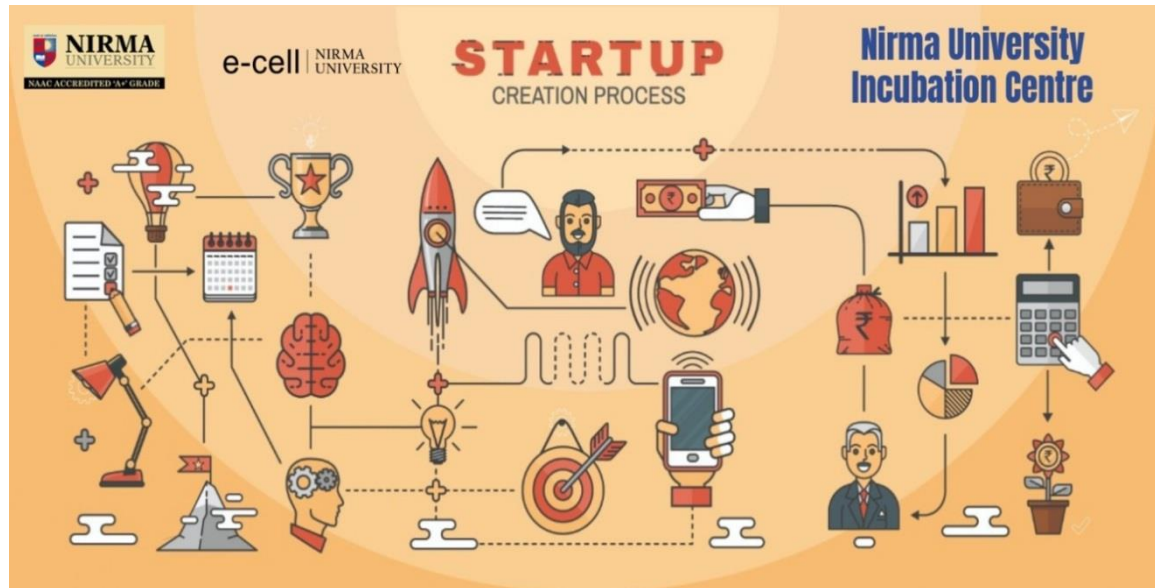 NIRMA
UNIVERSITY
NAAC ACCREDITED 'A+' GRADE
e-cell | NIRMA
UNIVERSITY
STARTUP
CREATION PROCESS
Nirma University
Incubation Centre
₹
₹
₹
₹